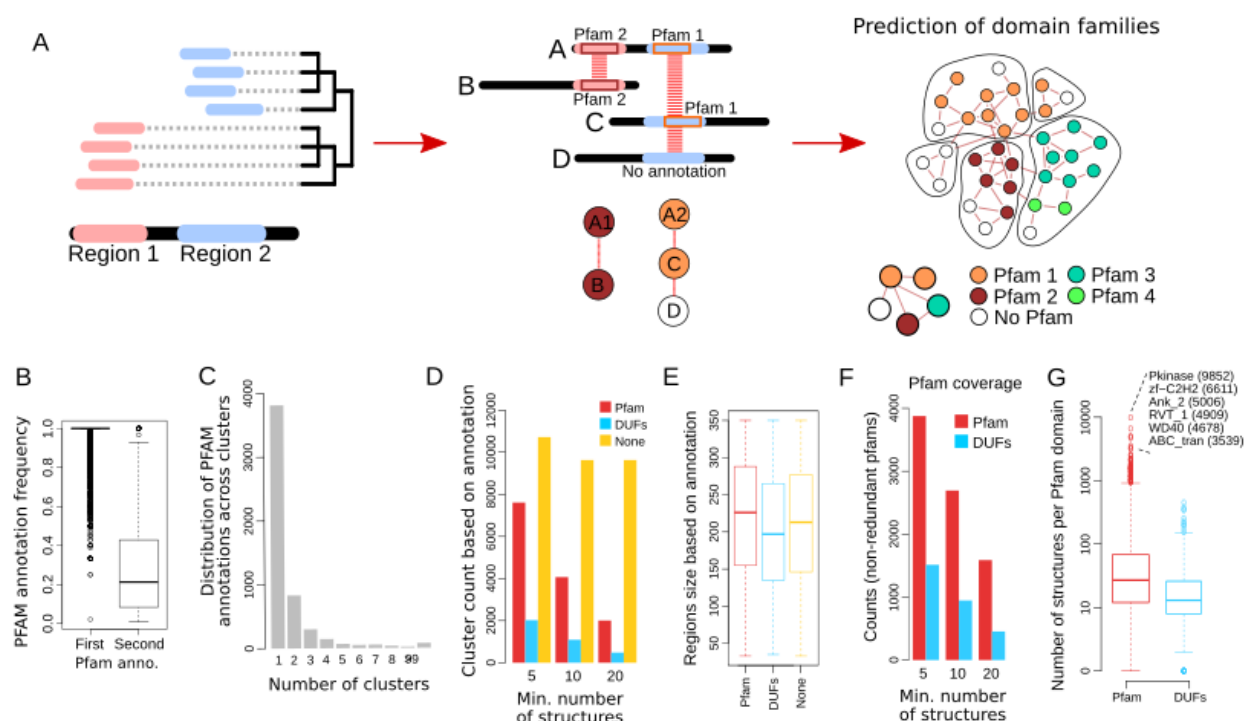 A
Region 1
Region 2
A
Pfam 2
Pfam 1
B
Pfam 2
C
Pfam 1
D
No annotation
A1
B
A2
C
D
Prediction of domain families
Pfam 1
Pfam 3
Pfam 2
Pfam 4
No Pfam
B
PFAM annotation frequency
1.0
0.8
0.6
0.4
0.2
0.0
First
Second
Pfam anno.
C
Distribution of PFAM
annotations across clusters
4000
3000
2000
1000
0
1 2 3 4 5 6 7 8 99
Number of clusters
D
Cluster count based on annotation
12000
10000
8000
6000
4000
2000
0
Pfam
DUFs
None
5 10 20
Min. number
of structures
E
Regions size based on annotation
350
300
250
200
150
100
50
Pfam
DUFs
None
F
Pfam coverage
Counts (non-redundant pfams)
4000
3000
2000
1000
0
Pfam
DUFs
5 10 20
Min. number
of structures
G
Number of structures per Pfam domain
10000
1000
100
10
0
Pkinase (9852)
zf-C2H2 (6611)
Ank_2 (5006)
RVT_1 (4909)
WD40 (4678)
ABC_tran (3539)
Pfam
DUFs